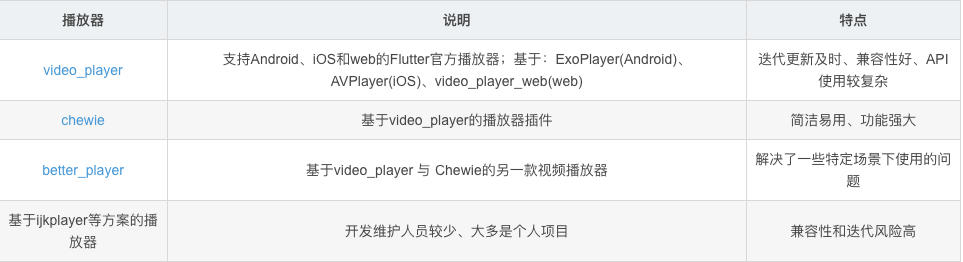 播放器 说明 特点
video_player 支持Android、iOS和web的Flutter官方播放器；基于：ExoPlayer(Android)、 迭代更新及时、兼容性好、API
AVPlayer(iOS)、video_player_web(web) 使用较复杂
chewie 基于video_player的播放器插件 简洁易用、功能强大
better_player 基于video_player 与 Chewie的另一款视频播放器 解决了一些特定场景下使用的问
题
基于ijkplayer等方案的播
放器 开发维护人员较少、大多是个人项目 兼容性和迭代风险高